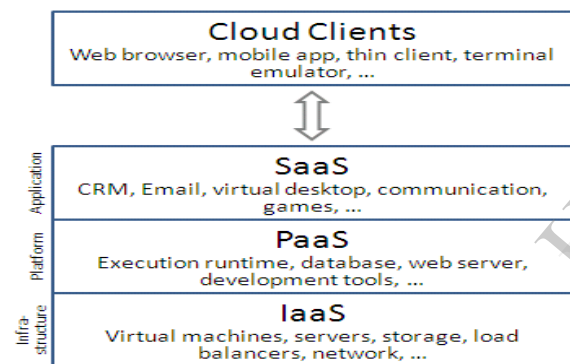 Cloud Clients
Web browser, mobile app, thin client, terminal
emulator, ...
Application
SaaS
CRM, Email, virtual desktop, communication,
games, ...
Platform
PaaS
Execution runtime, database, web server,
development tools, ...
Infra-
structure
IaaS
Virtual machines, servers, storage, load
balancers, network, ...